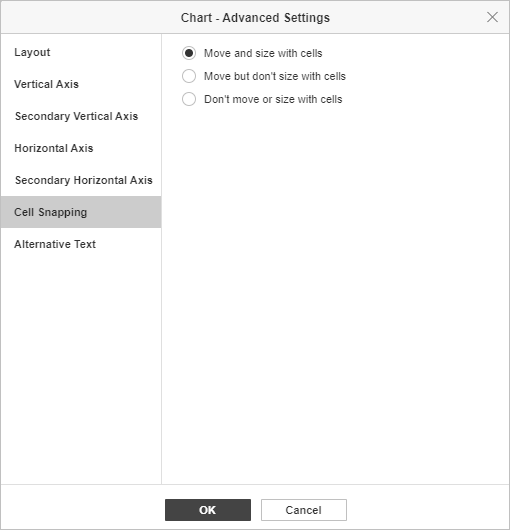 Chart - Advanced Settings
Layout
Vertical Axis
Secondary Vertical Axis
Horizontal Axis
Secondary Horizontal Axis
Cell Snapping
Alternative Text
Move and size with cells
Move but don't size with cells
Don't move or size with cells
OK
Cancel